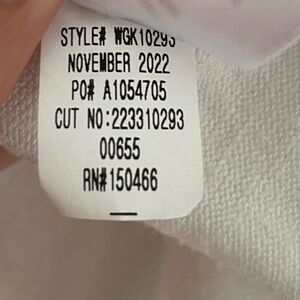 STYLE# WGK10293
NOVEMBER 2022
PO# A1054705
CUT NO:223310293
00655
RN#150466